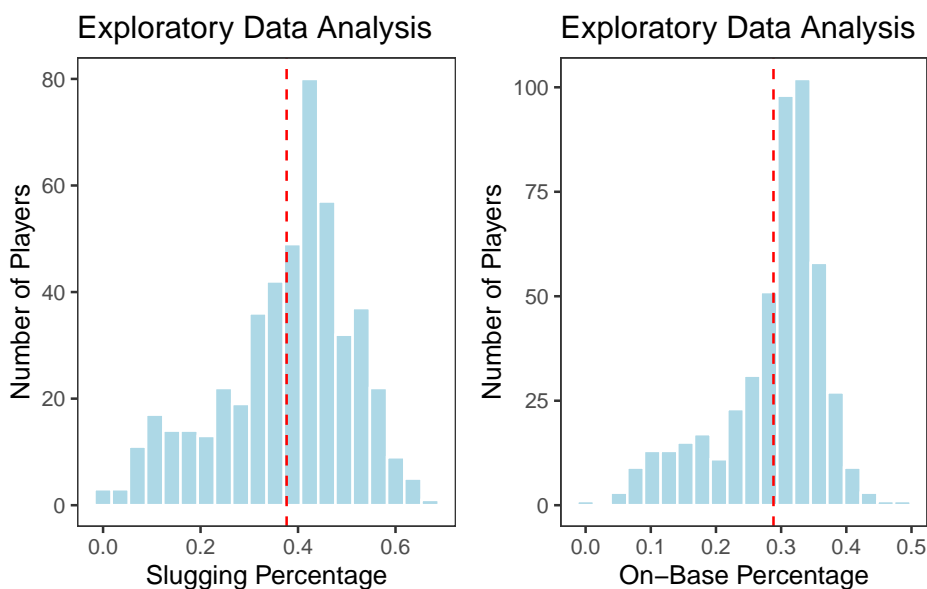 Exploratory Data Analysis
Number of Players
80
60
40
20
0
0.0 0.2 0.4 0.6
Slugging Percentage
Exploratory Data Analysis
Number of Players
100
75
50
25
0
0.0 0.1 0.2 0.3 0.4 0.5
On−Base Percentage